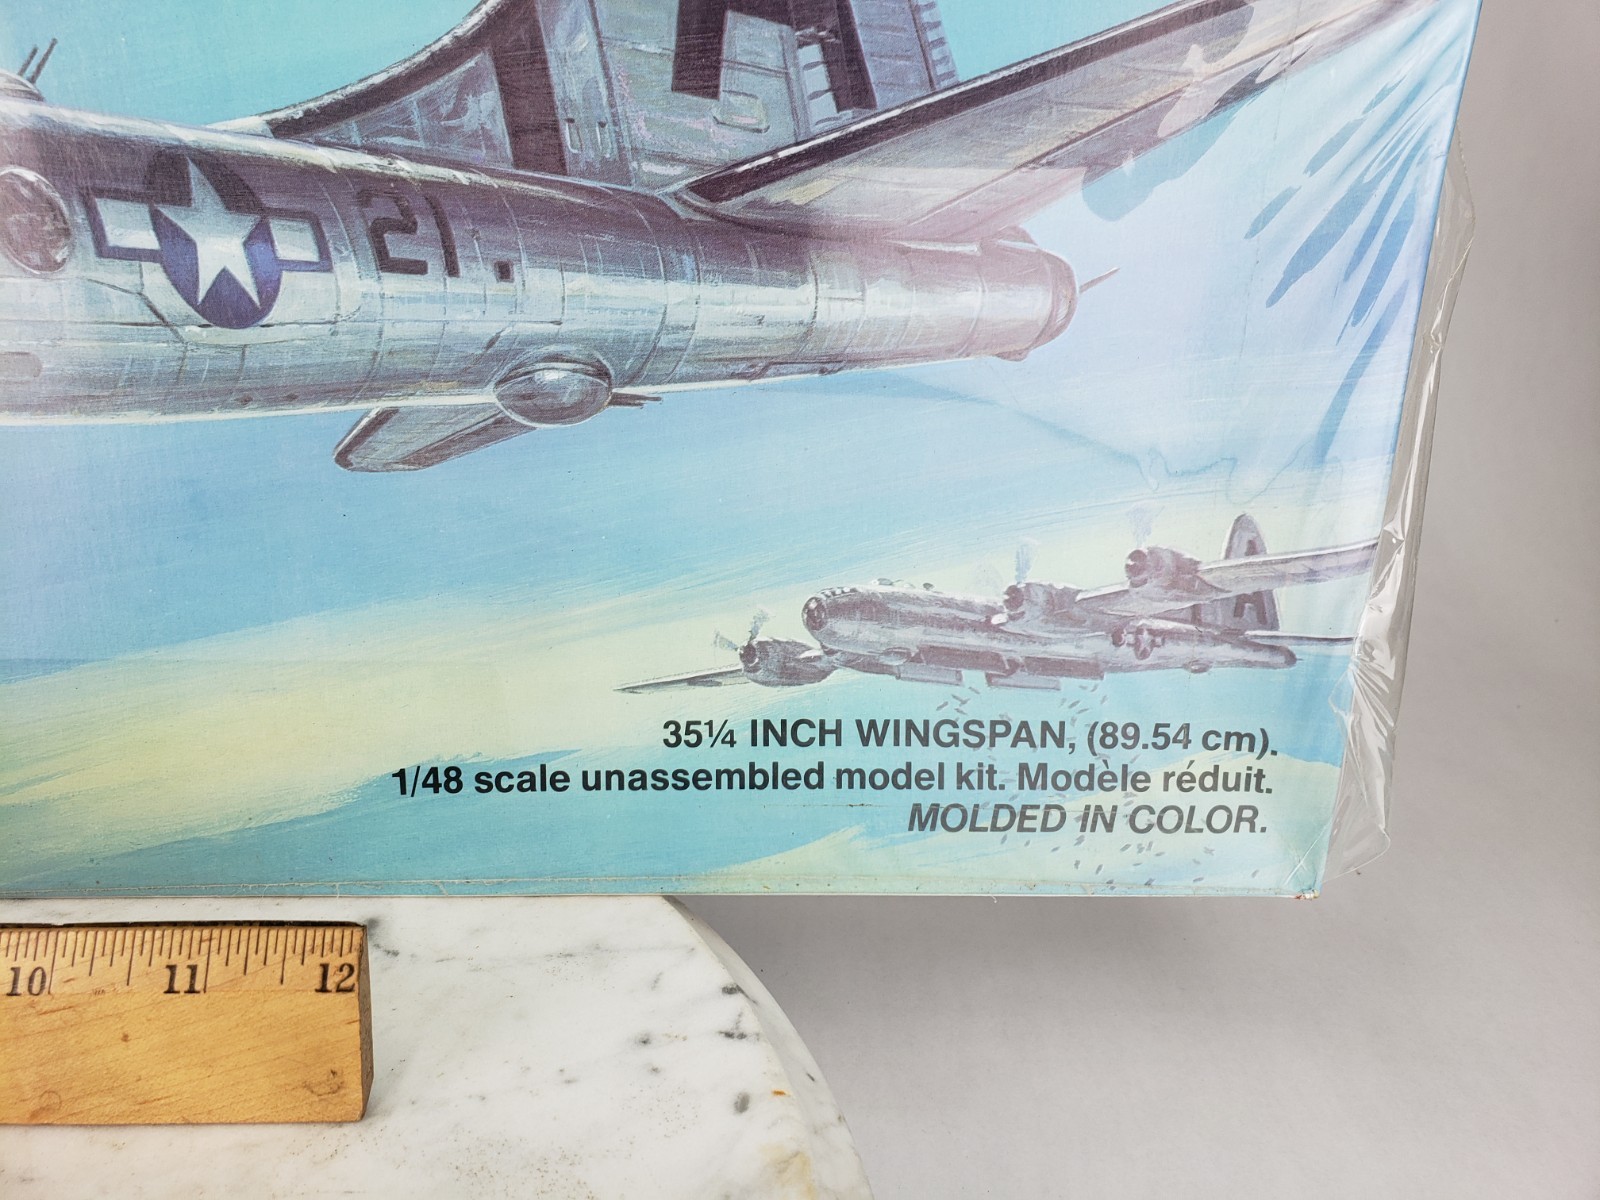 A
21
A
35¼ INCH WINGSPAN, (89.54 cm).
1/48 scale unassembled model kit. Modèle réduit.
MOLDED IN COLOR.
10 11 12